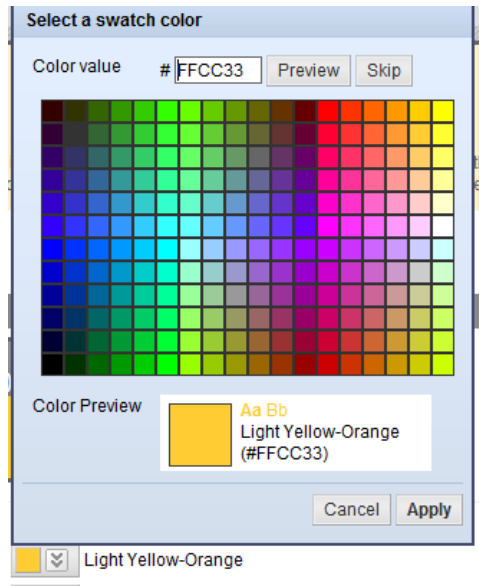 Select a swatch color
Color value # FFCC33 Preview Skip
Color Preview
Aa Bb
Light Yellow-Orange
(#FFCC33)
Cancel Apply
Light Yellow-Orange